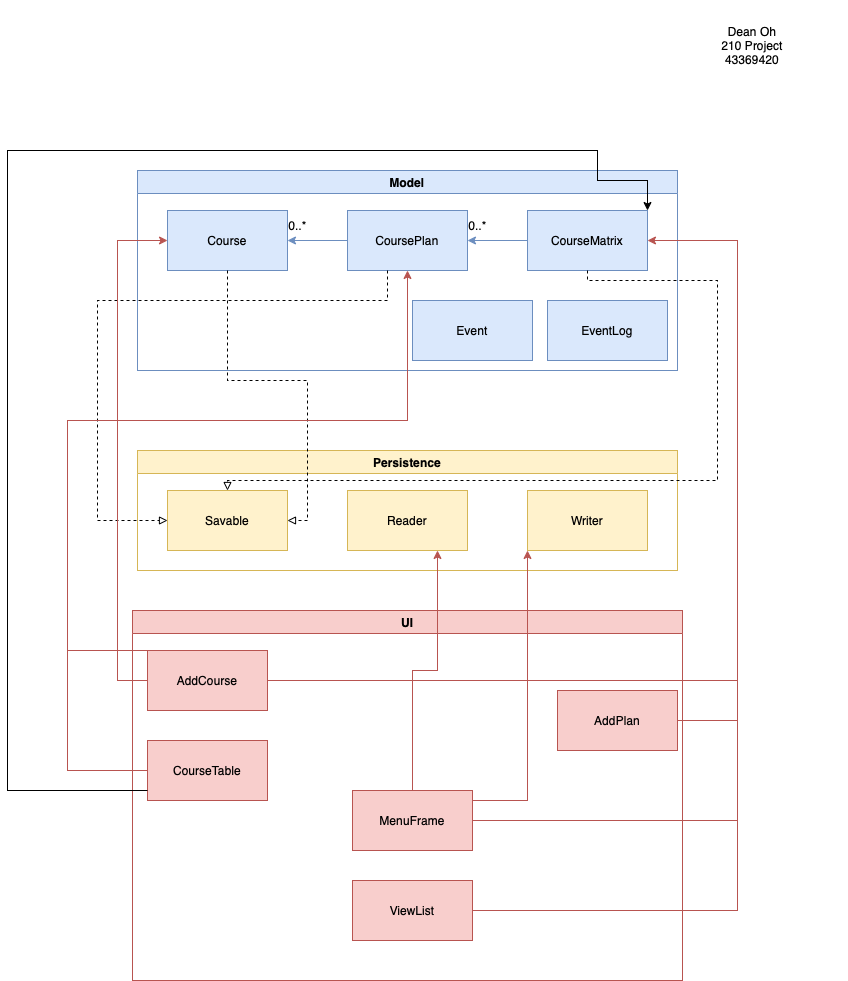 Dean Oh
210 Project
43369420
Model
0..*
0..*
Course
CoursePlan
CourseMatrix
Event
EventLog
Persistence
Savable
Reader
Writer
UI
AddCourse
AddPlan
CourseTable
MenuFrame
ViewList